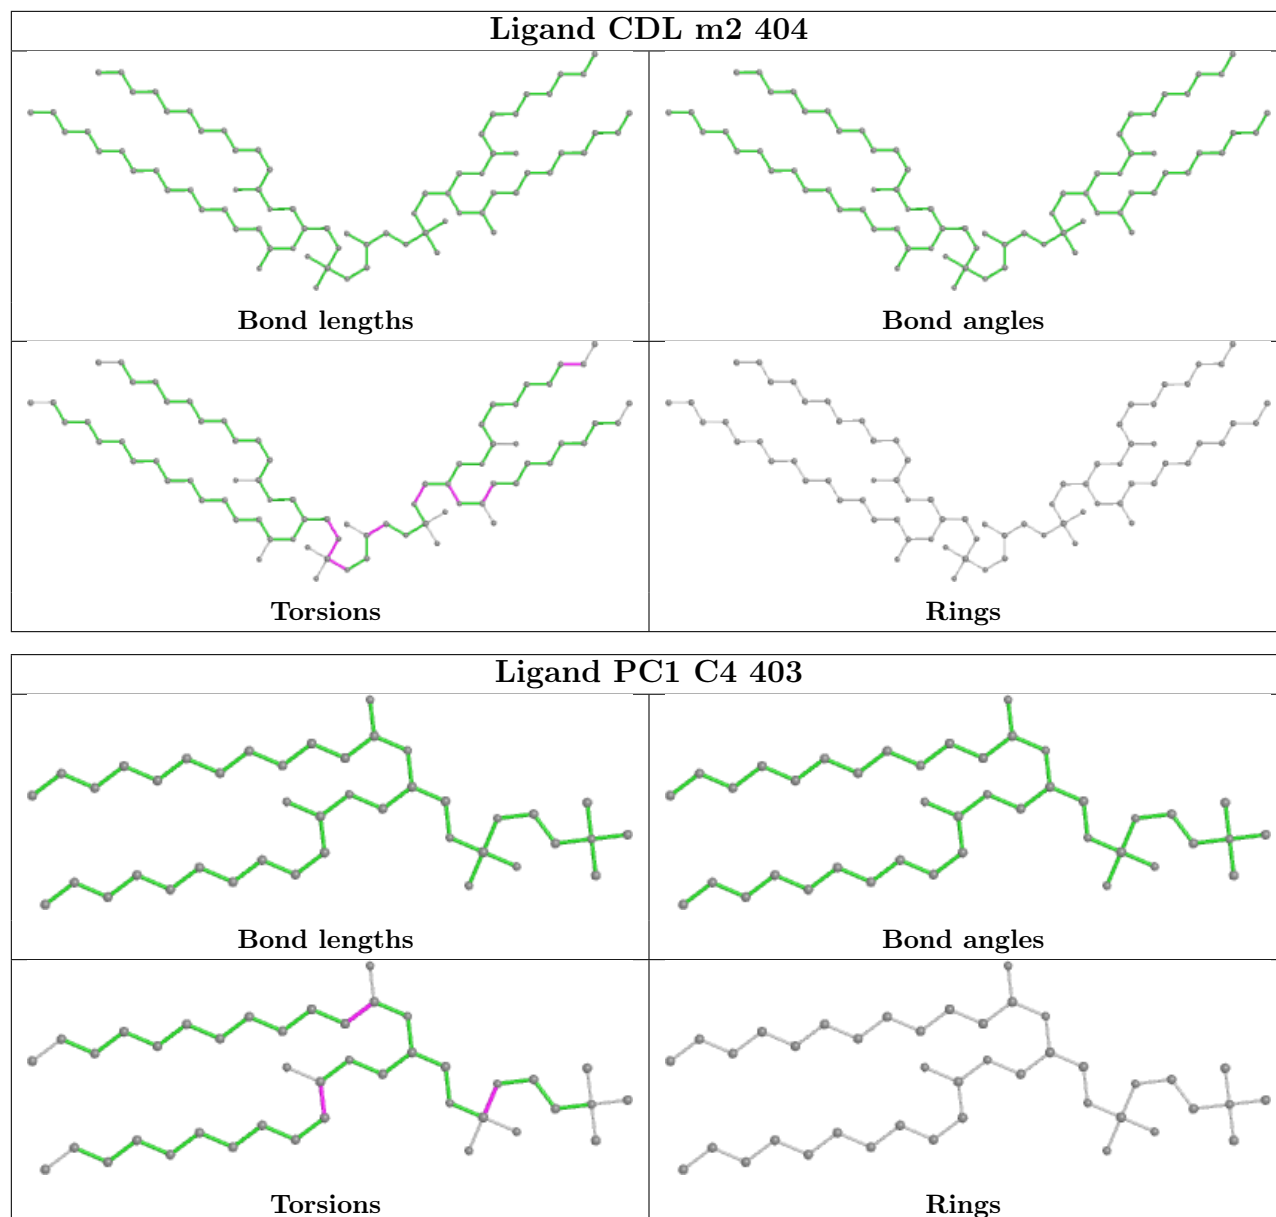 Ligand CDL m2 404
Bond lengths
Bond angles
Torsions
Rings
Ligand PC1 C4 403
Bond lengths
Bond angles
Torsions
Rings